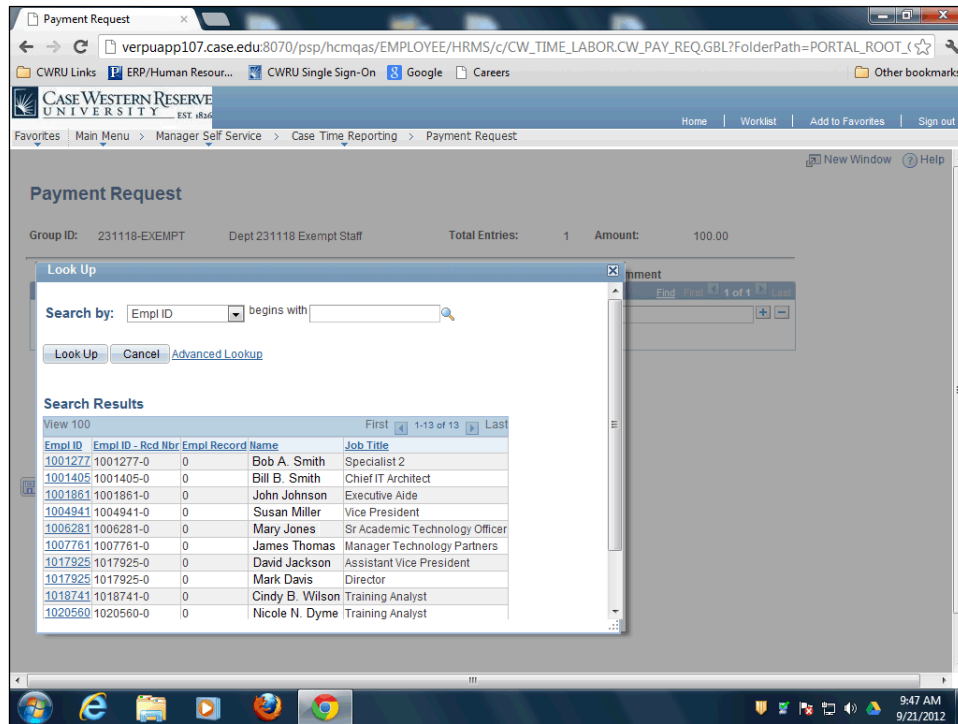 Payment Request
verpuapp107.case.edu:8070/psp/hcmqas/EMPLOYEE/HRMS/c/CW_TIME_LABOR.CW_PAY_REQ.GBL?FolderPath=PORTAL_ROOT_(
CWRU Links ERP/Human Resour... CWRU Single Sign-On Google Careers Other bookmarks
CASE WESTERN RESERVE
UNIVERSITY EST. 1826
Home | Worklist | Add to Favorites | Sign out
Favorites | Main Menu > Manager Self Service > Case Time Reporting > Payment Request
New Window Help
Payment Request
Group ID: 231118-EXEMPT Dept 231118 Exempt Staff Total Entries: 1 Amount: 100.00
Look Up
mment
Find First 1 of 1 Last
Search by: Empl ID begins with
Look Up Cancel Advanced Lookup
Search Results
View 100 First 1-13 of 13 Last
Empl ID Empl ID - Rcd Nbr Empl Record Name Job Title
1001277 1001277-0 0 Bob A. Smith Specialist 2
1001405 1001405-0 0 Bill B. Smith Chief IT Architect
1001861 1001861-0 0 John Johnson Executive Aide
1004941 1004941-0 0 Susan Miller Vice President
1006281 1006281-0 0 Mary Jones Sr Academic Technology Officer
1007761 1007761-0 0 James Thomas Manager Technology Partners
1017925 1017925-0 0 David Jackson Assistant Vice President
1017925 1017925-0 0 Mark Davis Director
1018741 1018741-0 0 Cindy B. Wilson Training Analyst
1020560 1020560-0 0 Nicole N. Dyme Training Analyst
9:47 AM
9/21/2012